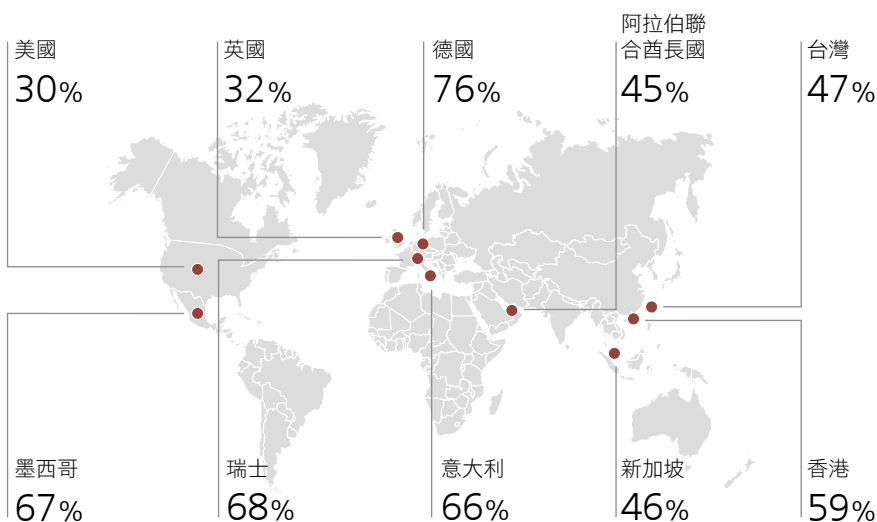 美國
30%
英國
32%
德國
76%
阿拉伯聯
合酋長國
45%
台灣
47%
墨西哥
67%
瑞士
68%
意大利
66%
新加坡
46%
香港
59%